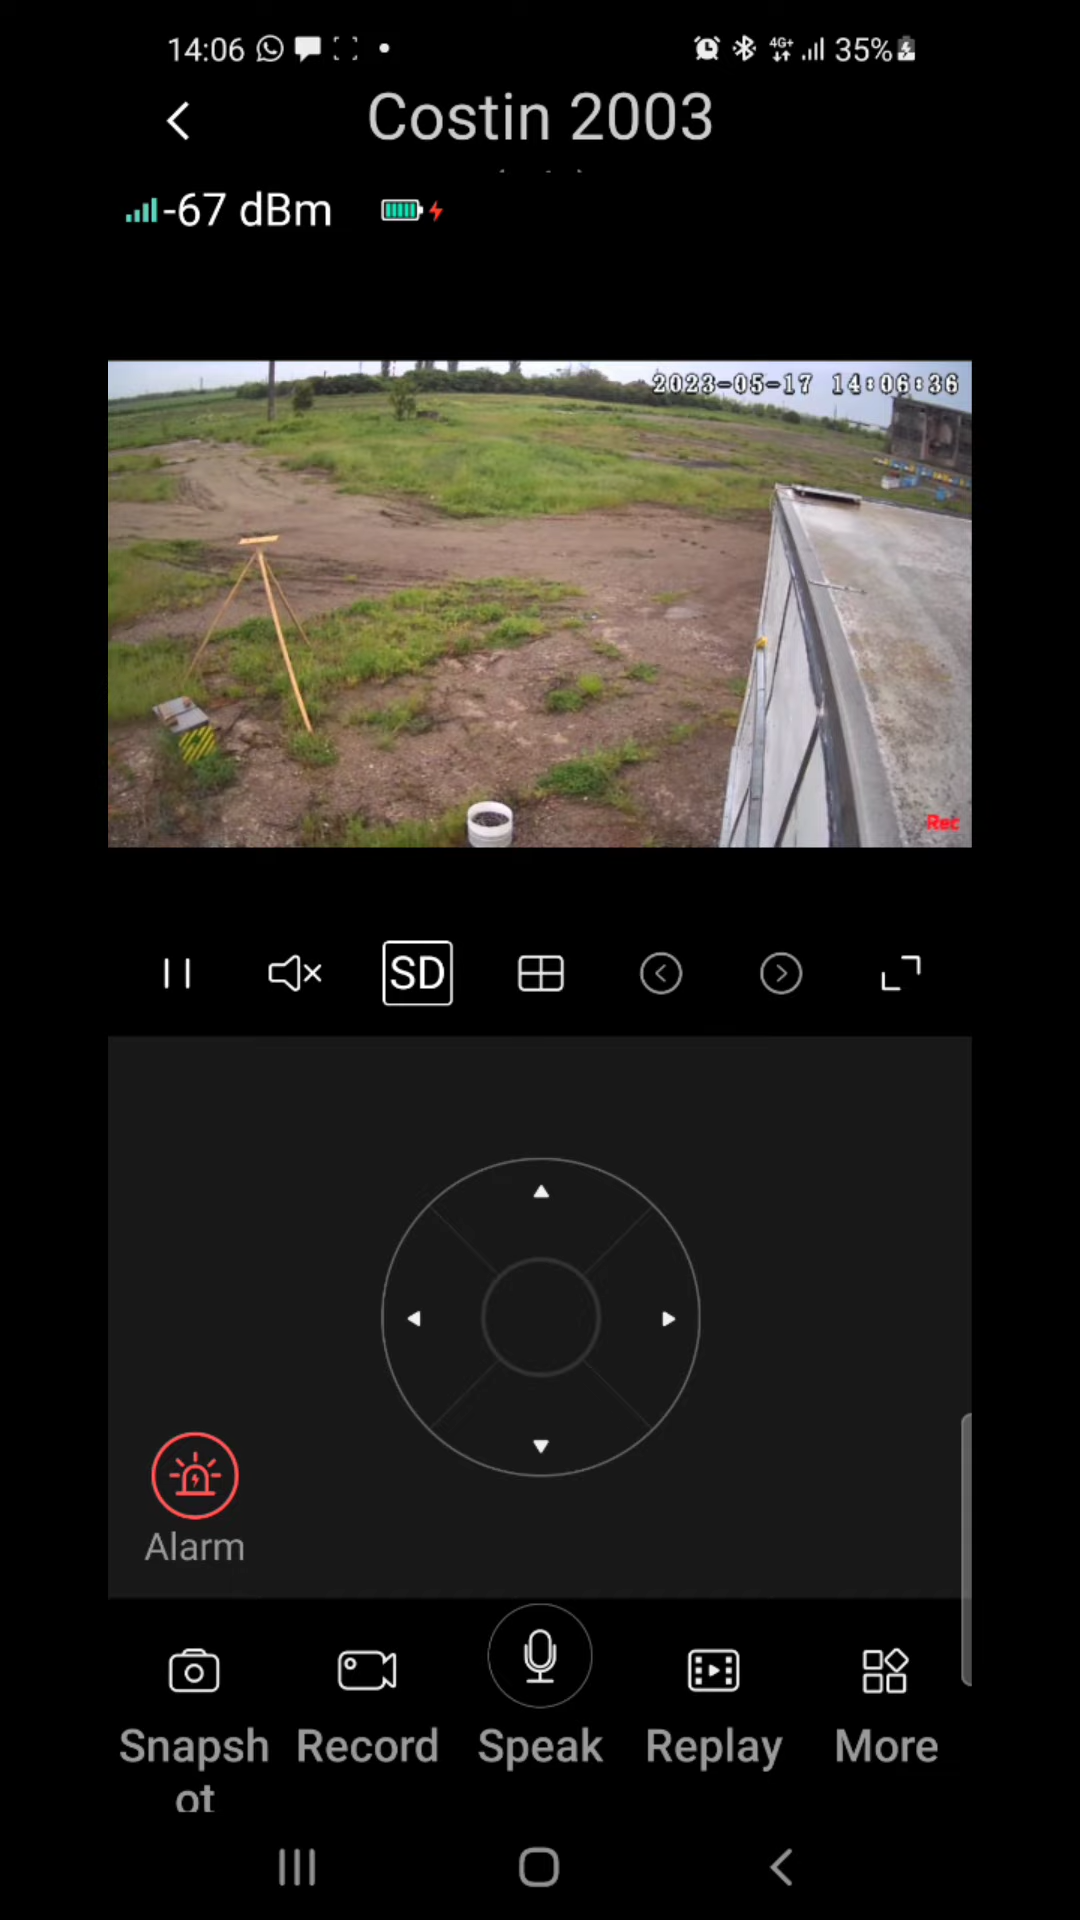 14:06 4G+ 35%
Costin 2003
-67 dBm
2023-05-17 14:06:36
Rec
SD
Alarm
Snapsh
ot
Record
Speak
Replay
More